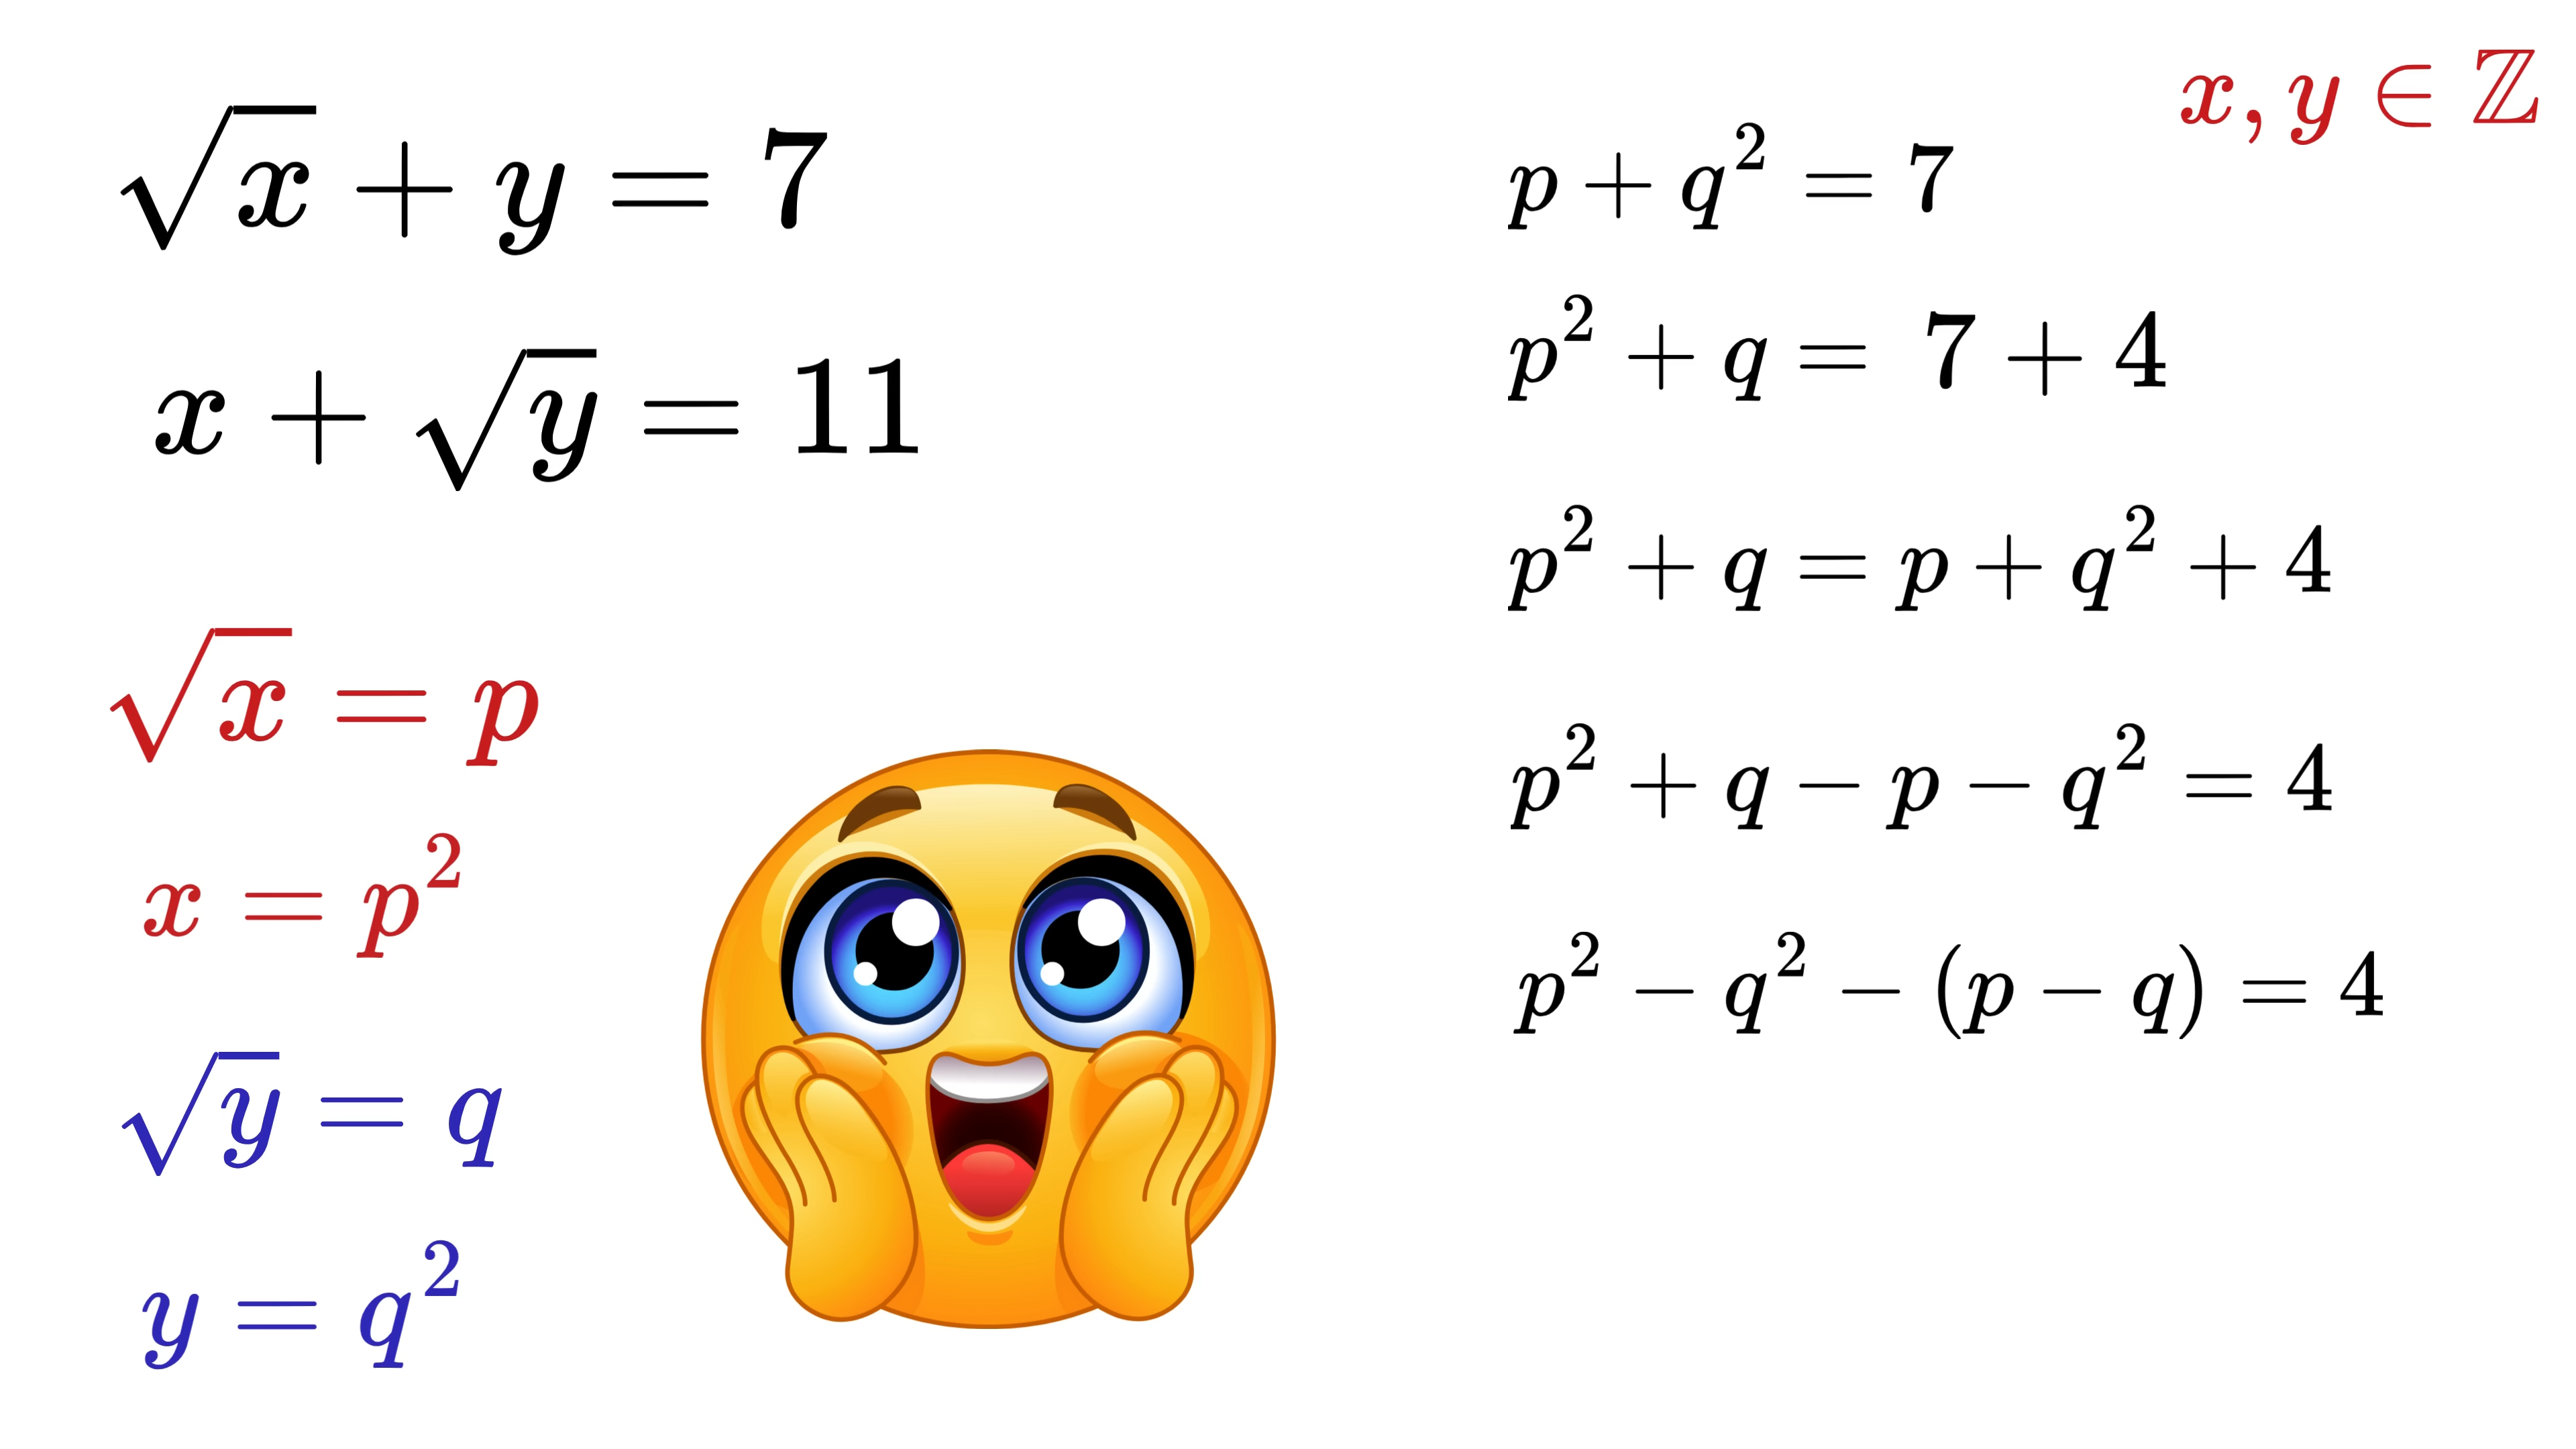 √x + y = 7
x + √y = 11
√x = p
x = p²
√y = q
y = q²
x, y ∈ ℤ
p + q² = 7
p² + q = 7 + 4
p² + q = p + q² + 4
p² + q − p − q² = 4
p² − q² − (p − q) = 4